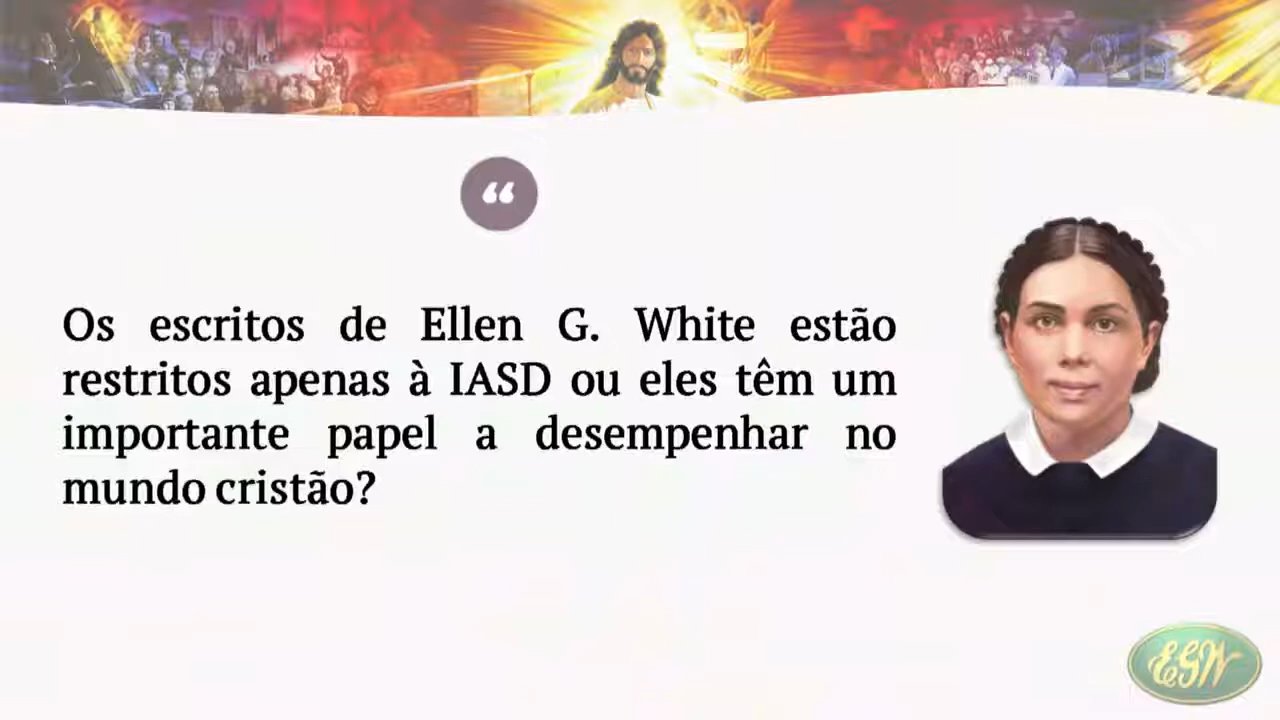 “
Os escritos de Ellen G. White estão
restritos apenas à IASD ou eles têm um
importante papel a desempenhar no
mundo cristão?
EGW